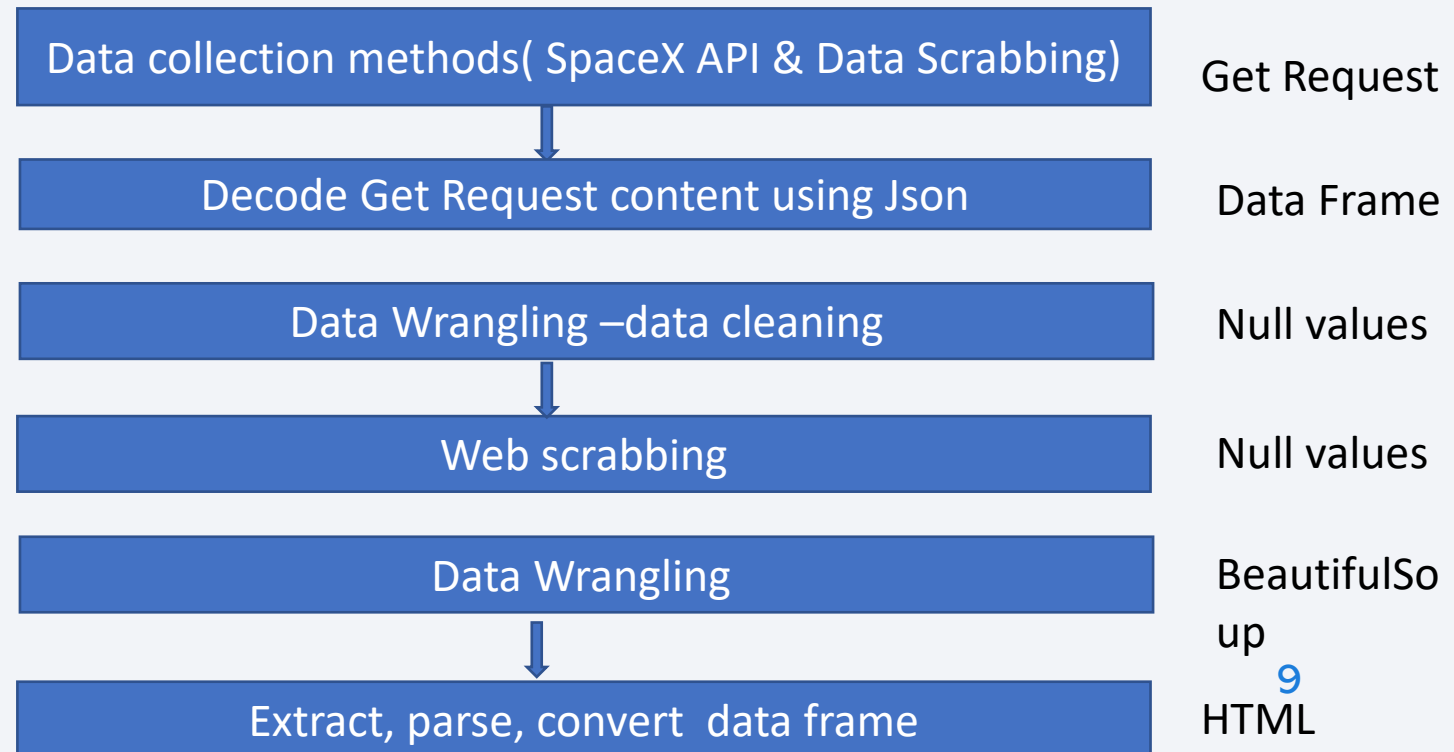 Data collection methods( SpaceX API & Data Scrabbing)
Get Request
Decode Get Request content using Json
Data Frame
Data Wrangling –data cleaning
Null values
Web scrabbing
Null values
Data Wrangling
BeautifulSo
up
9
Extract, parse, convert  data frame
HTML